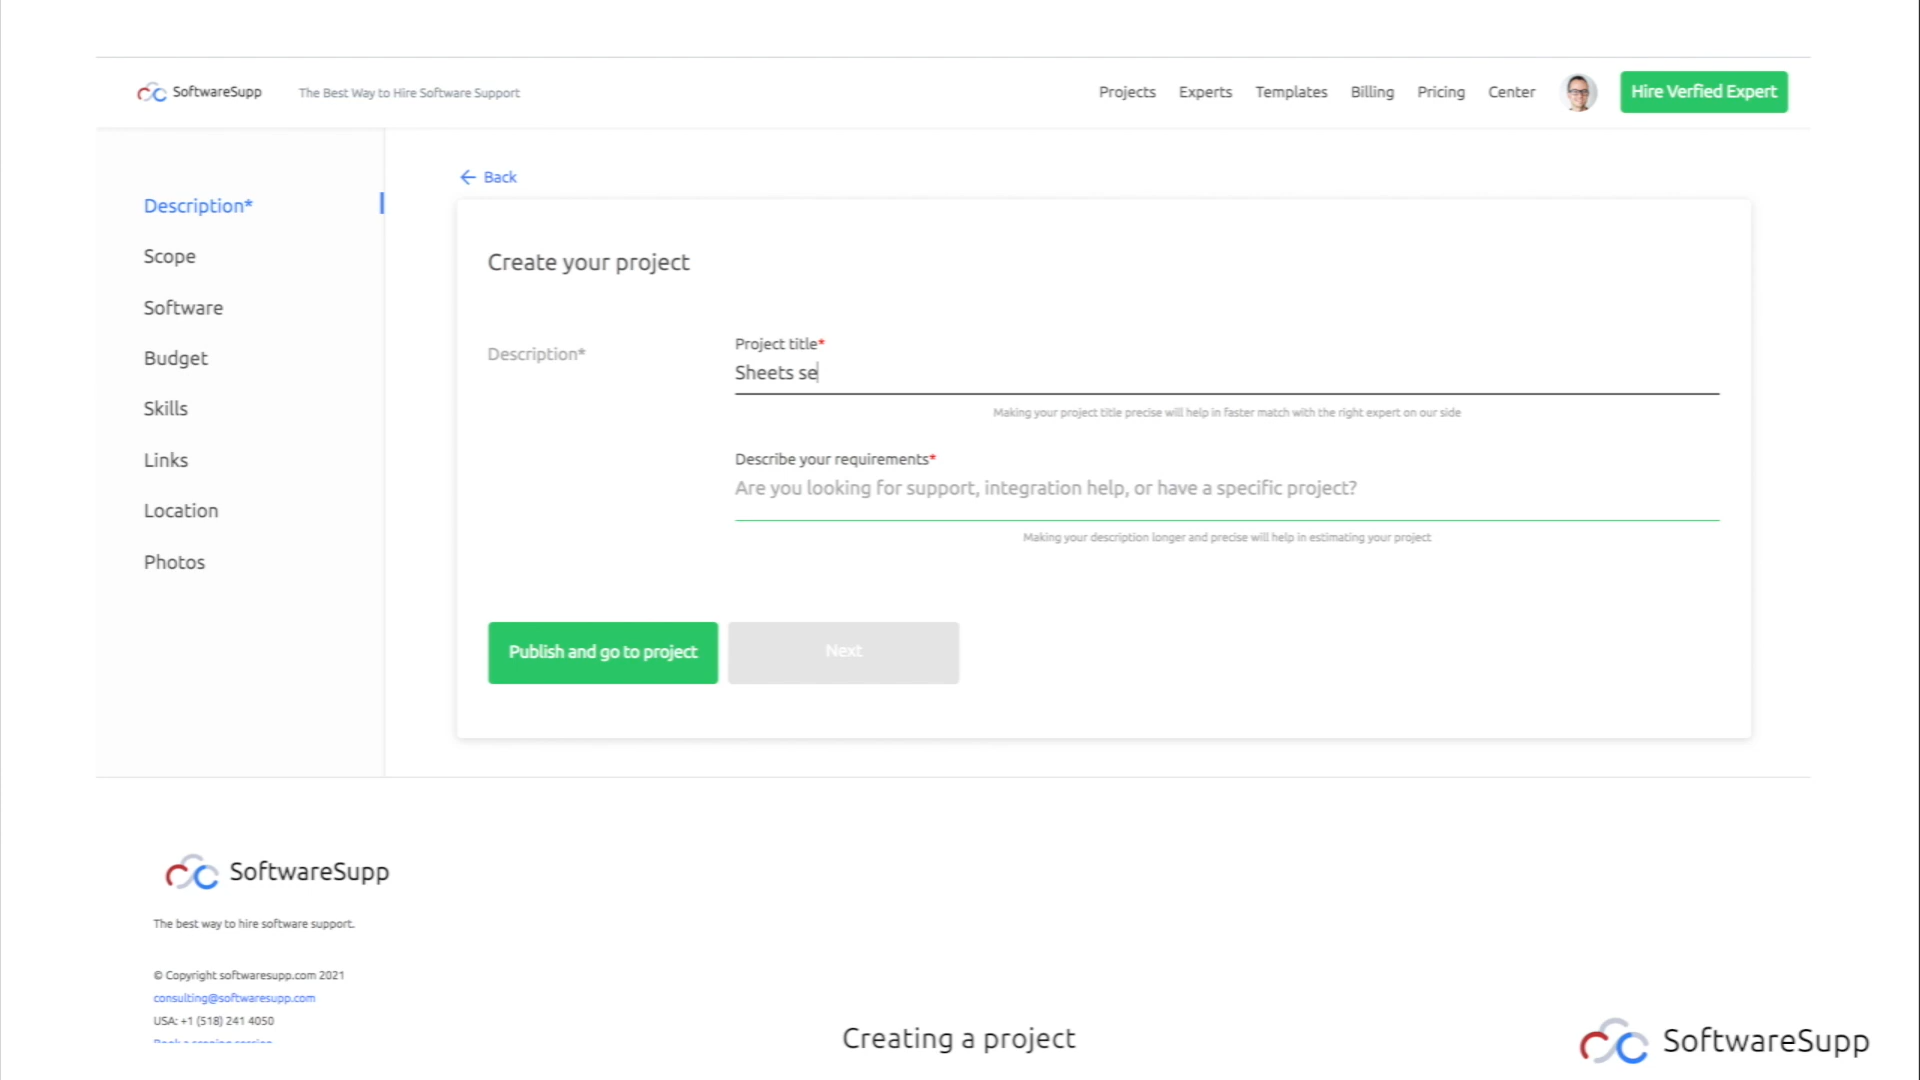 SoftwareSupp
The Best Way to Hire Software Support
Projects
Experts
Templates
Billing
Pricing
Center
Hire Verfied Expert
Description*
Scope
Software
Budget
Skills
Links
Location
Photos
Back
Create your project
Description*
Project title*
Sheets se
Making your project title precise will help in faster match with the right expert on our side
Describe your requirements*
Are you looking for support, integration help, or have a specific project?
Making your description longer and precise will help in estimating your project
Publish and go to project
Next
SoftwareSupp
The best way to hire software support.
© Copyright softwaresupp.com 2021
consulting@softwaresupp.com
USA: +1 (518) 241 4050
Creating a project
SoftwareSupp